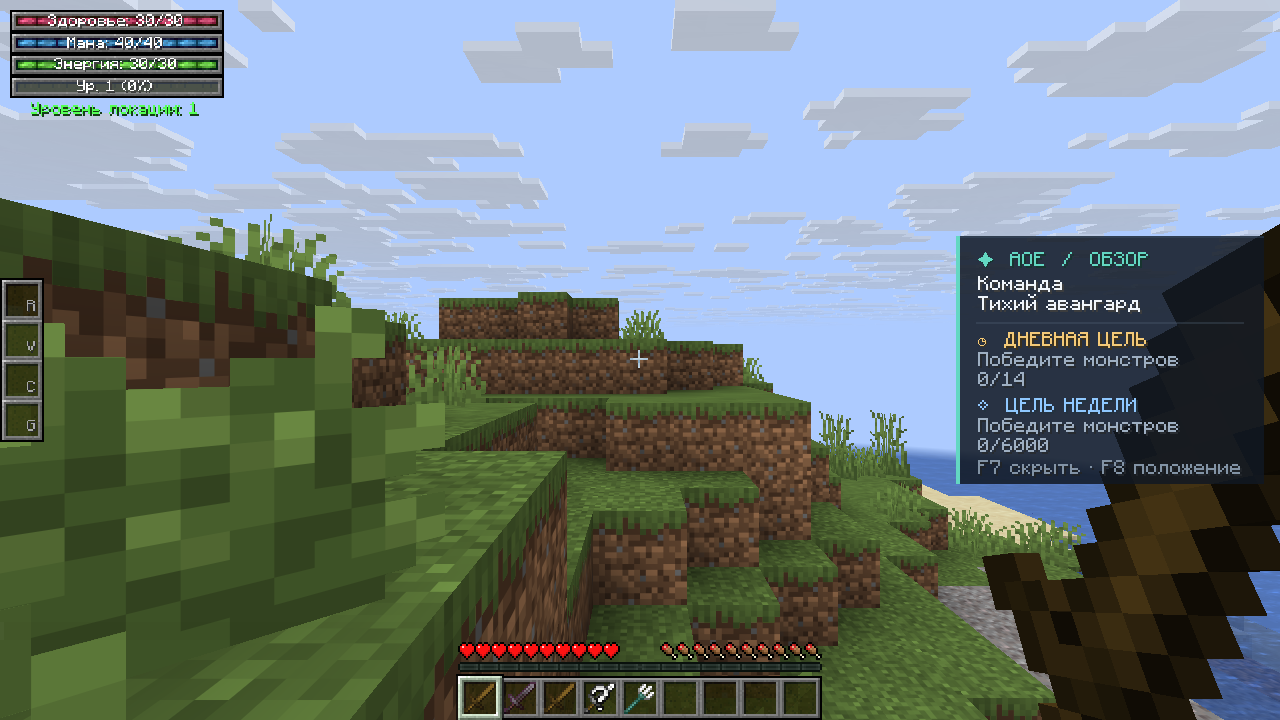 Здоровье: 30/30
Мана: 40/40
Энергия: 30/30
Ур. 1 (0%)
Уровень локации: 1
R
V
C
G
АОЕ / ОБЗОР
Команда
Тихий авангард
ДНЕВНАЯ ЦЕЛЬ
Победите монстров
0/14
ЦЕЛЬ НЕДЕЛИ
Победите монстров
0/6000
F7 скрыть · F8 положение